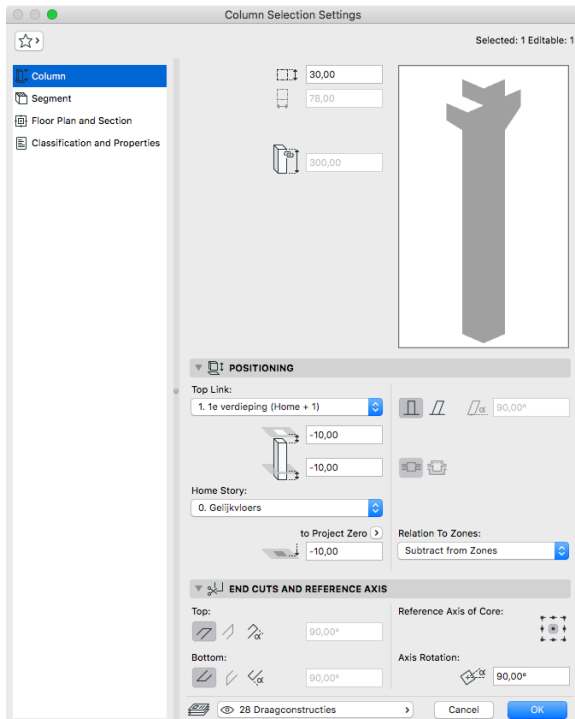 Column Selection Settings
Selected: 1 Editable: 1
Column
Segment
Floor Plan and Section
Classification and Properties
30,00
78,00
300,00
POSITIONING
Top Link:
1. 1e verdieping (Home + 1)
α 90,00°
-10,00
-10,00
Home Story:
0. Gelijkvloers
to Project Zero
-10,00
Relation To Zones:
Subtract from Zones
END CUTS AND REFERENCE AXIS
Top:
α 90,00°
Reference Axis of Core:
Bottom:
α 90,00°
Axis Rotation:
α 90,00°
2B Draagconstructies
Cancel
OK